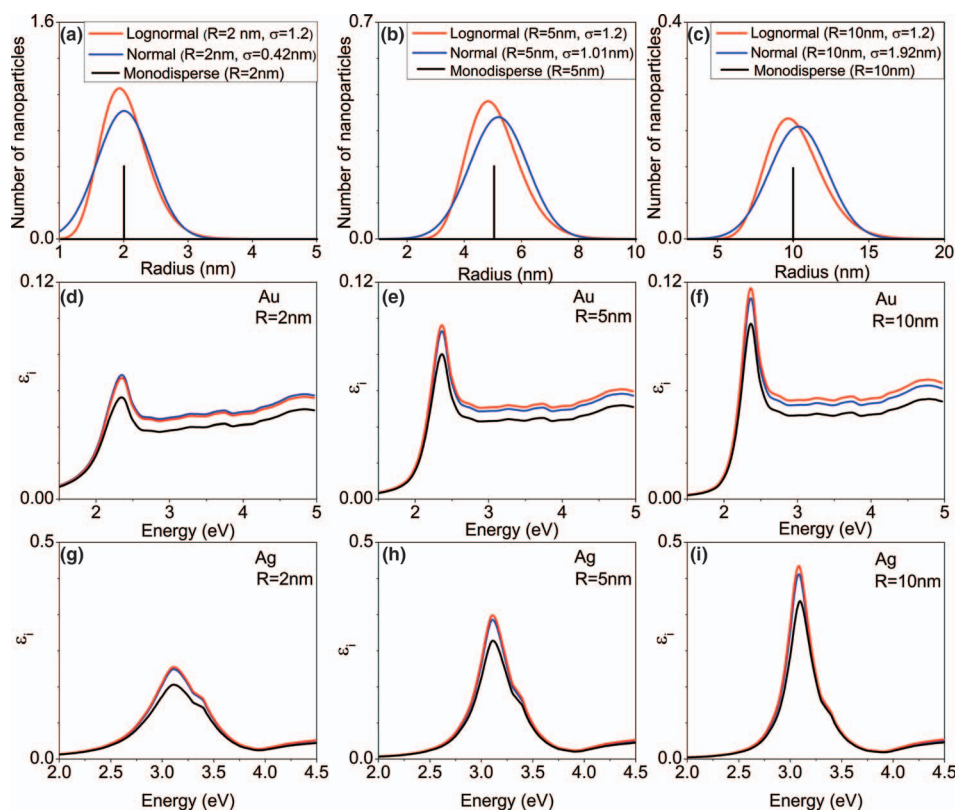 (a)
1.6
Lognormal (R=2 nm, σ=1.2)
Normal (R=2nm, σ=0.42nm)
Monodisperse (R=2nm)
Number of nanoparticles
0.0
1 2 3 4 5
Radius (nm)
(b)
0.7
Lognormal (R=5nm, σ=1.2)
Normal (R=5nm, σ=1.01nm)
Monodisperse (R=5nm)
Number of nanoparticles
0.0
2 4 6 8 10
Radius (nm)
(c)
0.4
Lognormal (R=10nm, σ=1.2)
Normal (R=10nm, σ=1.92nm)
Monodisperse (R=10nm)
Number of nanoparticles
0.0
5 10 15 20
Radius (nm)
(d)
0.12
Au
R=2nm
εi
0.00
2 3 4 5
Energy (eV)
(e)
0.12
Au
R=5nm
εi
0.00
2 3 4 5
Energy (eV)
(f)
0.12
Au
R=10nm
εi
0.00
2 3 4 5
Energy (eV)
(g)
0.5
Ag
R=2nm
εi
0.0
2.0 2.5 3.0 3.5 4.0 4.5
Energy (eV)
(h)
0.5
Ag
R=5nm
εi
0.0
2.0 2.5 3.0 3.5 4.0 4.5
Energy (eV)
(i)
0.5
Ag
R=10nm
εi
0.0
2.0 2.5 3.0 3.5 4.0 4.5
Energy (eV)